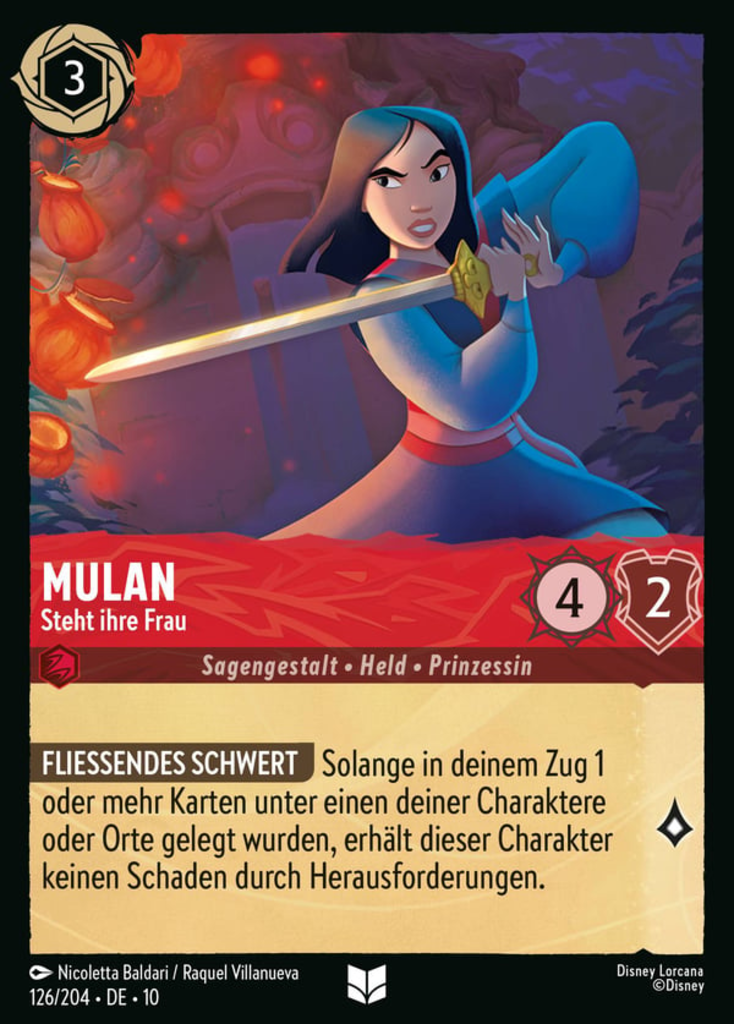 3
MULAN
Steht ihre Frau
4
2
Sagengestalt • Held • Prinzessin
FLIESSENDES SCHWERT Solange in deinem Zug 1
oder mehr Karten unter einen deiner Charaktere
oder Orte gelegt wurden, erhält dieser Charakter
keinen Schaden durch Herausforderungen.
Nicoletta Baldari / Raquel Villanueva
126/204 • DE • 10
Disney Lorcana
©Disney